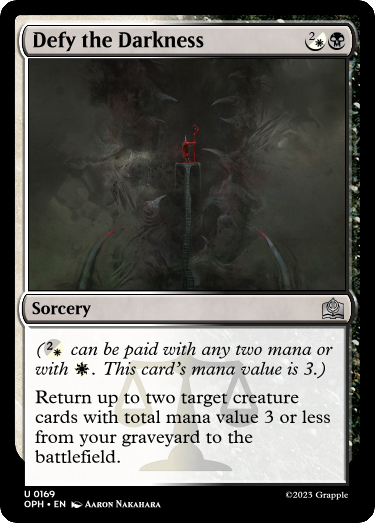 Defy the Darkness 2
Sorcery
(2 can be paid with any two mana or
with . This card's mana value is 3.)
Return up to two target creature
cards with total mana value 3 or less
from your graveyard to the
battlefield.
U 0169
OPH • EN Aaron Nakahara
©2023 Grapple